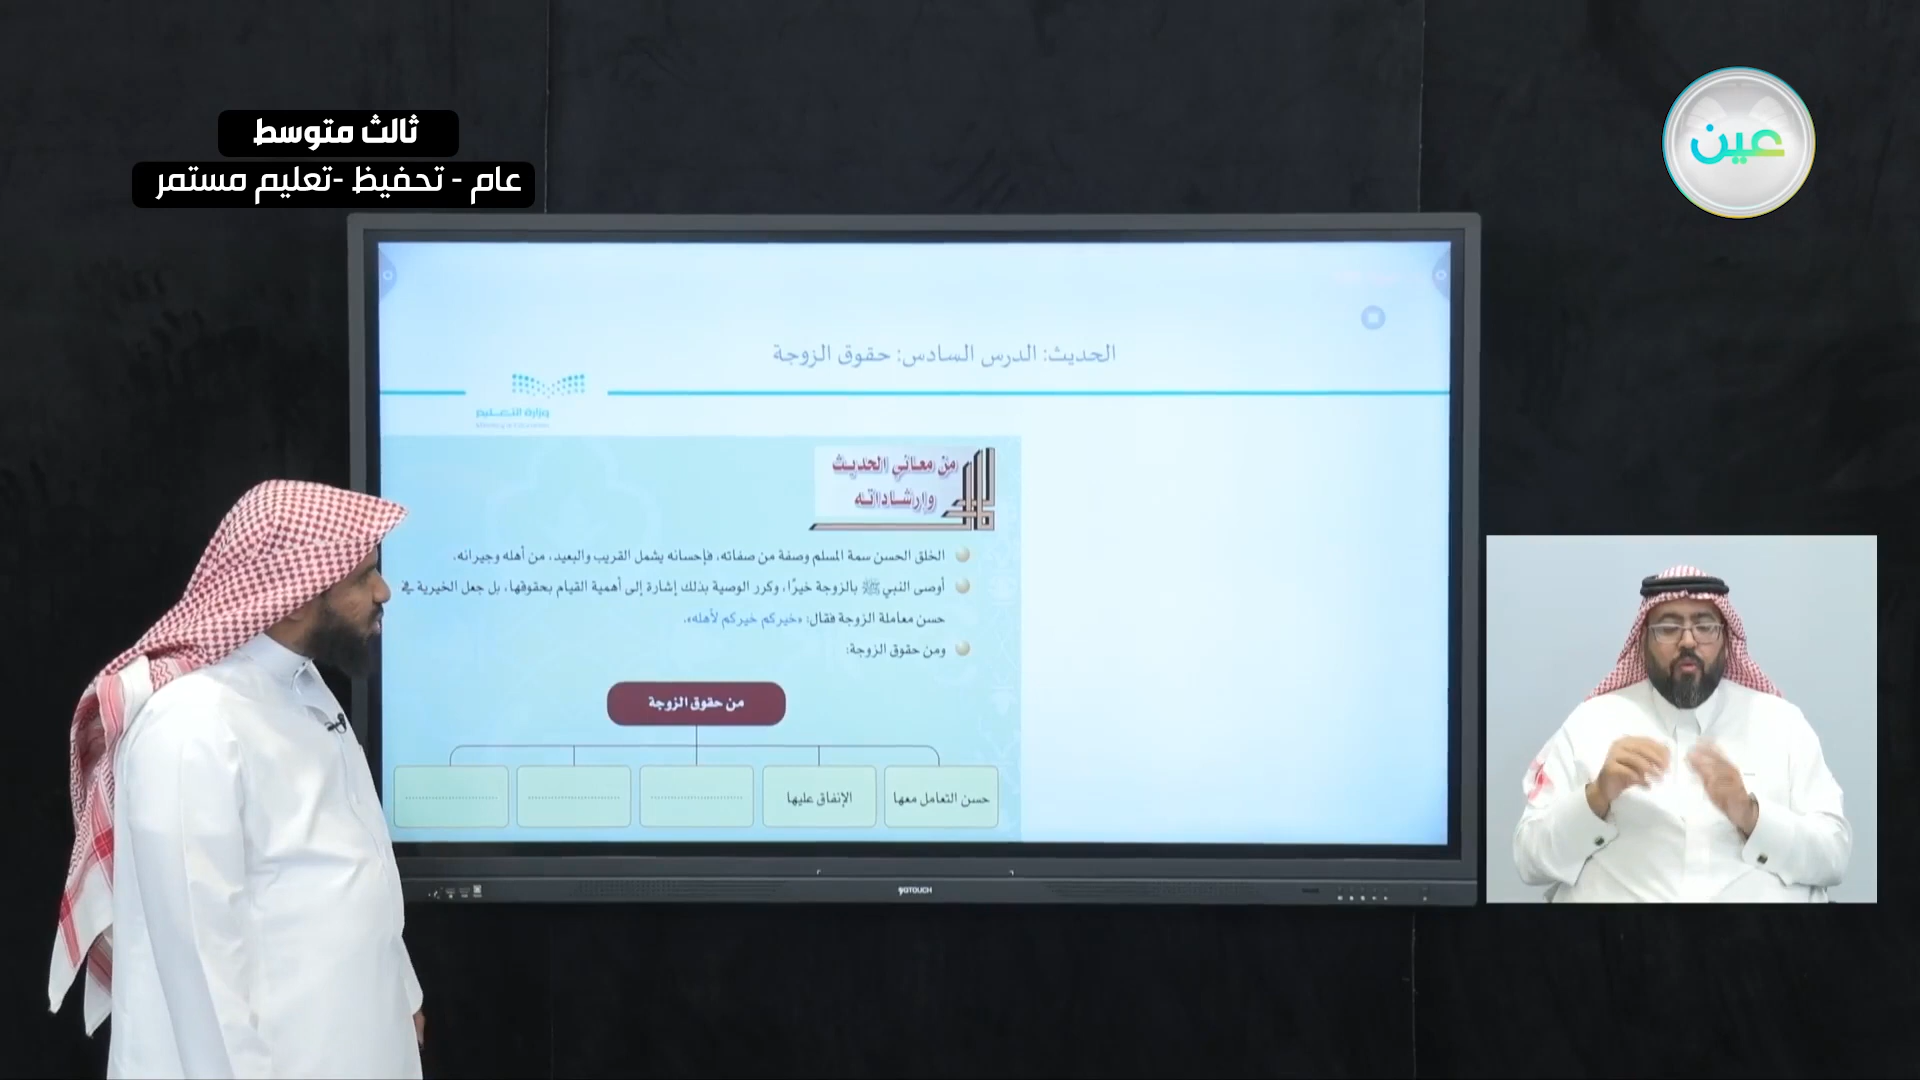 ثالث متوسط
عام - تحفيظ -تعليم مستمر
عين
الحديث: الدرس السادس: حقوق الزوجة
وزارة التعليم
من معاني الحديث
وإرشاداته
الخلق الحسن سمة المسلم وصفة من صفاته، فإحسانه يشمل القريب والبعيد، من أهله وجيرانه.
أوصى النبي ﷺ بالزوجة خيرًا، وكرر الوصية بذلك إشارة إلى أهمية القيام بحقوقها، بل جعل الخيرية في
حسن معاملة الزوجة فقال: «خيركم خيركم لأهله».
ومن حقوق الزوجة:
من حقوق الزوجة
حسن التعامل معها
الإنفاق عليها